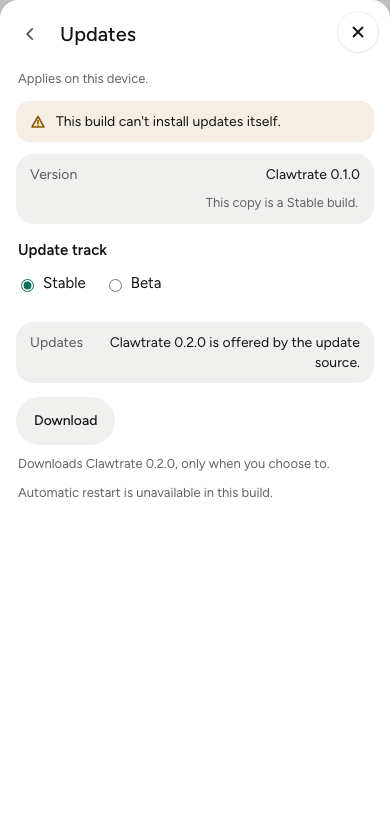 Updates
Applies on this device.
This build can't install updates itself.
Version
Clawtrate 0.1.0
This copy is a Stable build.
Update track
Stable
Beta
Updates
Clawtrate 0.2.0 is offered by the update
source.
Download
Downloads Clawtrate 0.2.0, only when you choose to.
Automatic restart is unavailable in this build.